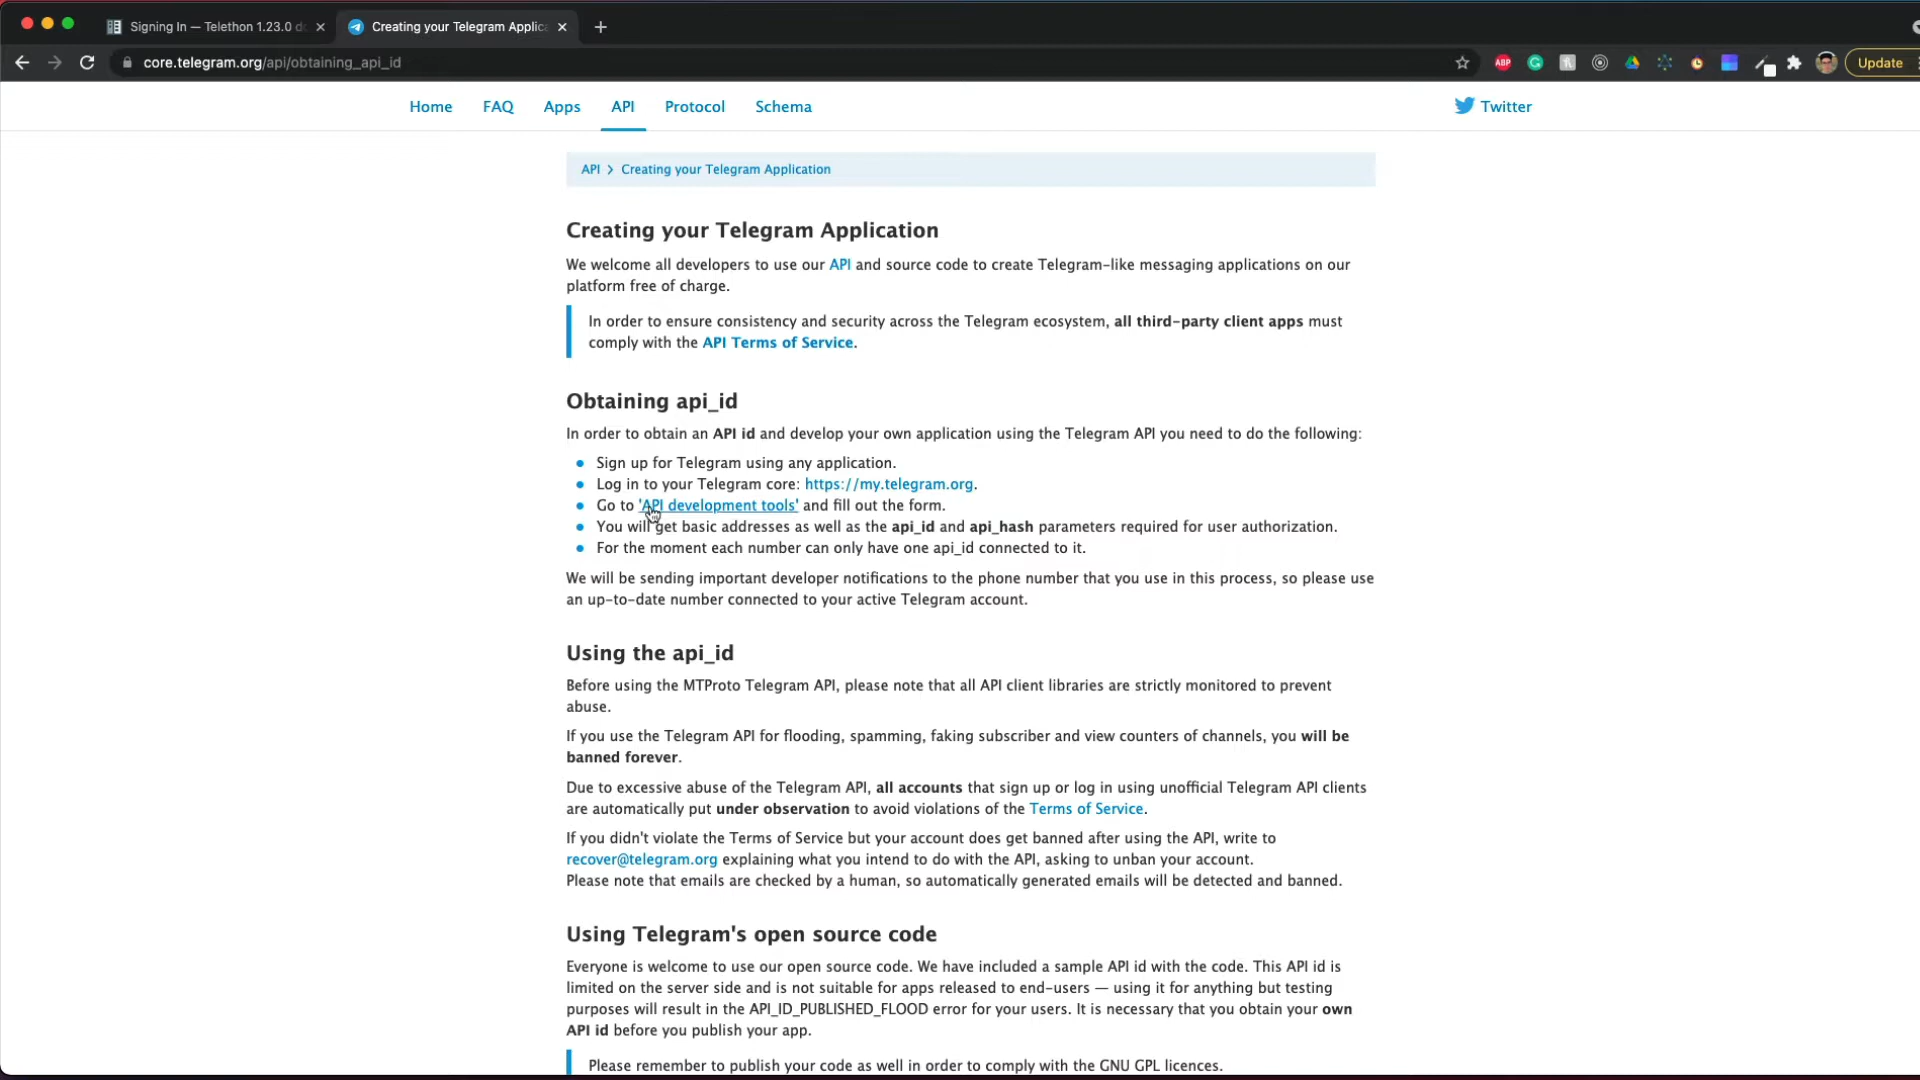 Signing In — Telethon 1.23.0 do
Creating your Telegram Applica
core.telegram.org/api/obtaining_api_id
ABP
Update
Home FAQ Apps API Protocol Schema Twitter
API > Creating your Telegram Application
Creating your Telegram Application
We welcome all developers to use our API and source code to create Telegram-like messaging applications on our
platform free of charge.
In order to ensure consistency and security across the Telegram ecosystem, all third-party client apps must
comply with the API Terms of Service.
Obtaining api_id
In order to obtain an API id and develop your own application using the Telegram API you need to do the following:
Sign up for Telegram using any application.
Log in to your Telegram core: https://my.telegram.org.
Go to 'API development tools' and fill out the form.
You will get basic addresses as well as the api_id and api_hash parameters required for user authorization.
For the moment each number can only have one api_id connected to it.
We will be sending important developer notifications to the phone number that you use in this process, so please use
an up-to-date number connected to your active Telegram account.
Using the api_id
Before using the MTProto Telegram API, please note that all API client libraries are strictly monitored to prevent
abuse.
If you use the Telegram API for flooding, spamming, faking subscriber and view counters of channels, you will be
banned forever.
Due to excessive abuse of the Telegram API, all accounts that sign up or log in using unofficial Telegram API clients
are automatically put under observation to avoid violations of the Terms of Service.
If you didn't violate the Terms of Service but your account does get banned after using the API, write to
recover@telegram.org explaining what you intend to do with the API, asking to unban your account.
Please note that emails are checked by a human, so automatically generated emails will be detected and banned.
Using Telegram's open source code
Everyone is welcome to use our open source code. We have included a sample API id with the code. This API id is
limited on the server side and is not suitable for apps released to end-users — using it for anything but testing
purposes will result in the API_ID_PUBLISHED_FLOOD error for your users. It is necessary that you obtain your own
API id before you publish your app.
Please remember to publish your code as well in order to comply with the GNU GPL licences.